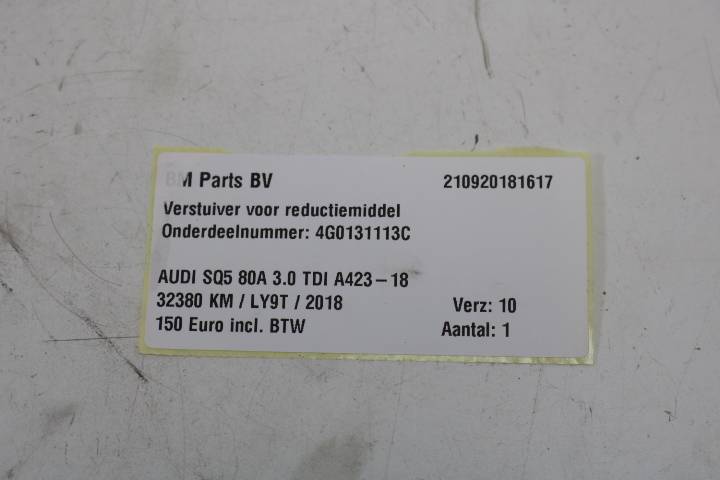 BM Parts BV 210920181617
Verstuiver voor reductiemiddel
Onderdeelnummer: 4G0131113C
AUDI SQ5 80A 3.0 TDI A423-18
32380 KM / LY9T / 2018 Verz: 10
150 Euro incl. BTW Aantal: 1